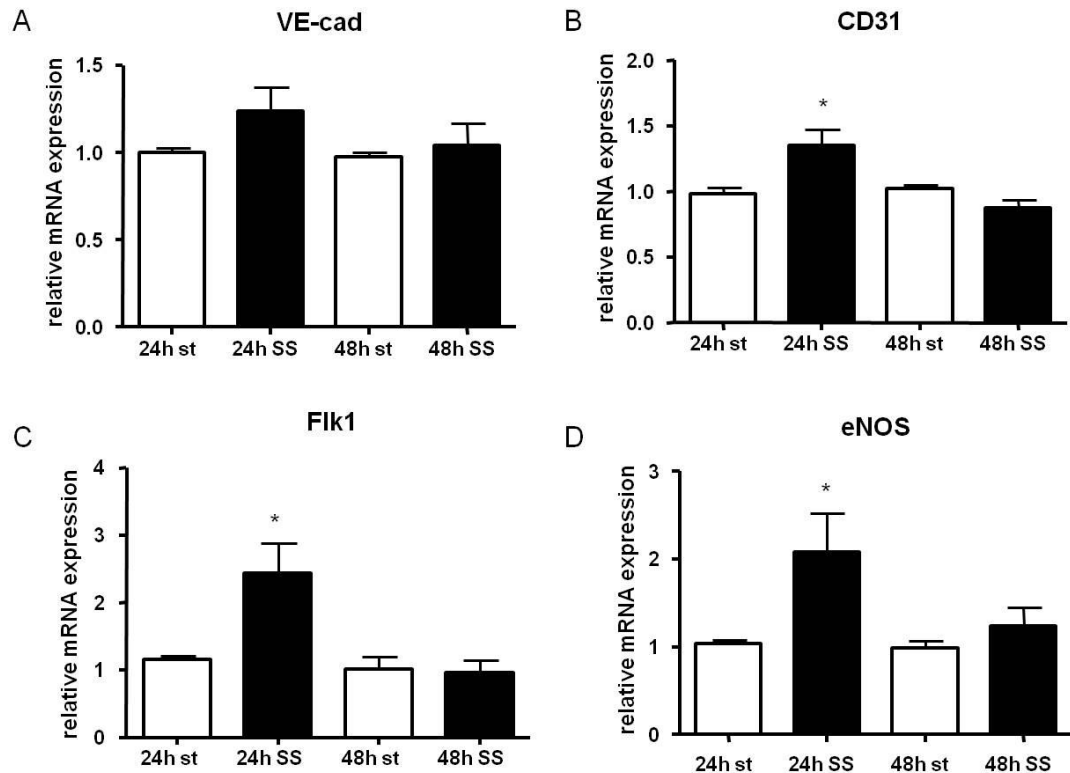 A
VE-cad
relative mRNA expression
1.5
1.0
0.5
0.0
24h st 24h SS 48h st 48h SS
B
CD31
relative mRNA expression
2.0
*
1.5
1.0
0.5
0.0
24h st 24h SS 48h st 48h SS
C
Flk1
relative mRNA expression
4
3
*
2
1
0
24h st 24h SS 48h st 48h SS
D
eNOS
relative mRNA expression
3
*
2
1
0
24h st 24h SS 48h st 48h SS